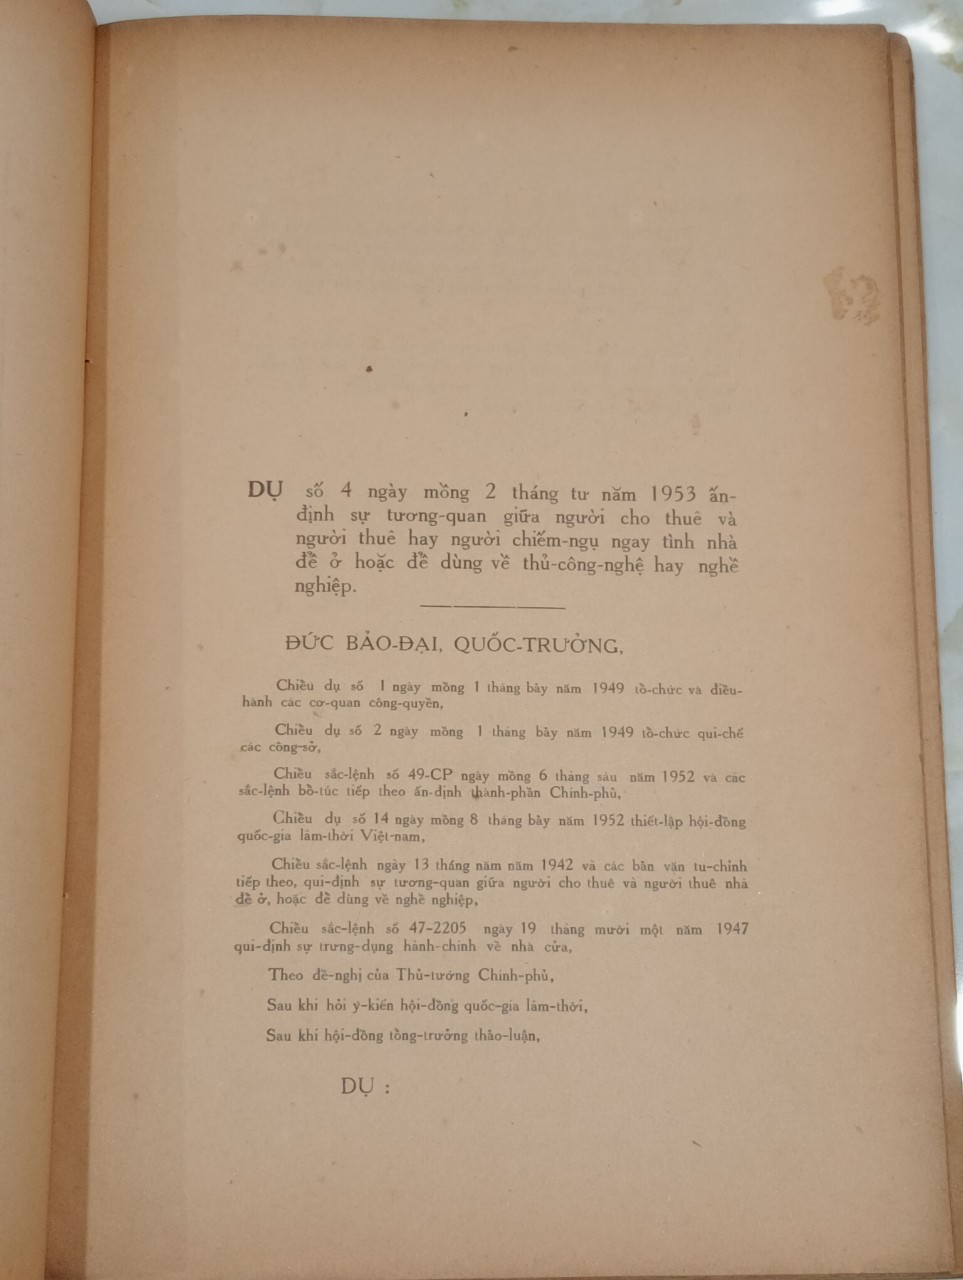 DỤ số 4 ngày mồng 2 tháng tư năm 1953 ấn-
định sự tương-quan giữa người cho thuê và
người thuê hay người chiếm-ngụ ngay tình nhà
để ở hoặc để dùng về thủ-công-nghệ hay nghề
nghiệp.
ĐỨC BẢO-ĐẠI, QUỐC-TRƯỞNG,
Chiểu dụ số 1 ngày mồng 1 tháng bảy năm 1949 tổ-chức và điều-
hành các cơ-quan công-quyền,
Chiểu dụ số 2 ngày mồng 1 tháng bảy năm 1949 tổ-chức qui-chế
các công-sở,
Chiểu sắc-lệnh số 49-CP ngày mồng 6 tháng sáu năm 1952 và các
sắc-lệnh bổ-túc tiếp theo ấn-định thành-phần Chính-phủ,
Chiểu dụ số 14 ngày mồng 8 tháng bảy năm 1952 thiết-lập hội-đồng
quốc-gia lâm-thời Việt-nam,
Chiểu sắc-lệnh ngày 13 tháng năm năm 1942 và các bản văn tu-chỉnh
tiếp theo, qui-định sự tương-quan giữa người cho thuê và người thuê nhà
để ở, hoặc để dùng về nghề nghiệp,
Chiểu sắc-lệnh số 47-2205 ngày 19 tháng mười một năm 1947
qui-định sự trưng-dụng hành-chính về nhà cửa,
Theo đề-nghị của Thủ-tướng Chính-phủ,
Sau khi hỏi ý-kiến hội-đồng quốc-gia lâm-thời,
Sau khi hội-đồng tổng-trưởng thảo-luận,
DỤ :